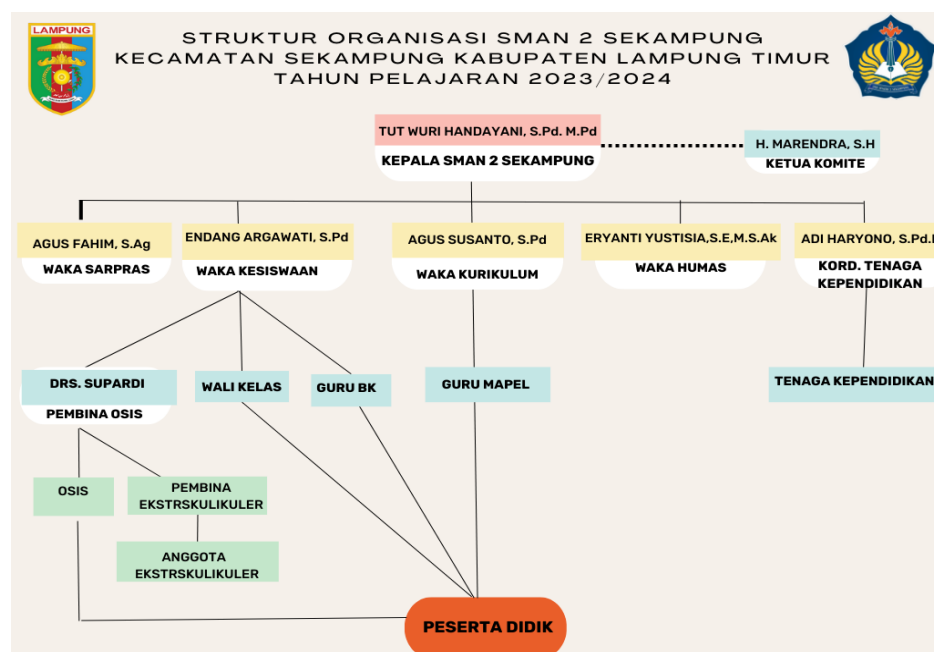 LAMPUNG
STRUKTUR ORGANISASI SMAN 2 SEKAMPUNG
KECAMATAN SEKAMPUNG KABUPATEN LAMPUNG TIMUR
TAHUN PELAJARAN 2023/2024
TUT WURI HANDAYANI, S.Pd. M.Pd
KEPALA SMAN 2 SEKAMPUNG
H. MARENDRA, S.H
KETUA KOMITE
AGUS FAHIM, S.Ag
WAKA SARPRAS
ENDANG ARGAWATI, S.Pd
WAKA KESISWAAN
AGUS SUSANTO, S.Pd
WAKA KURIKULUM
ERYANTI YUSTISIA,S.E,M.S.Ak
WAKA HUMAS
ADI HARYONO, S.Pd.
KORD. TENAGA
KEPENDIDIKAN
DRS. SUPARDI
PEMBINA OSIS
WALI KELAS
GURU BK
GURU MAPEL
TENAGA KEPENDIDIKAN
OSIS
PEMBINA
EKSTRSKULIKULER
ANGGOTA
EKSTRSKULIKULER
PESERTA DIDIK